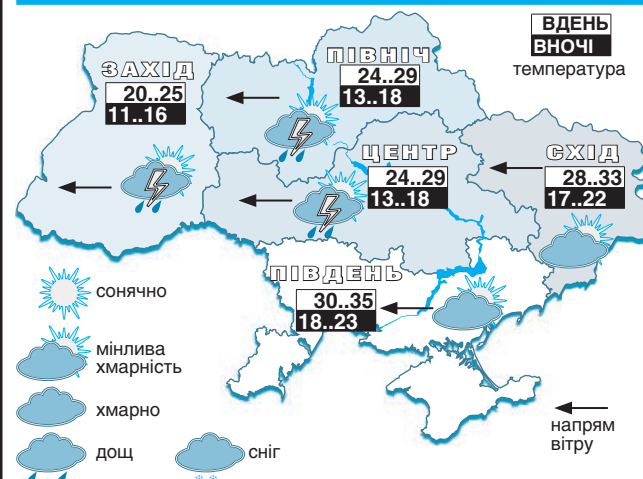 ВДЕНЬ
ВНОЧІ
температура
ПІВНІЧ
24..29
13..18
ЗАХІД
20..25
11..16
ЦЕНТР
24..29
13..18
СХІД
28..33
17..22
ПІВДЕНЬ
30..35
18..23
сонячно
мінлива
хмарність
хмарно
дощ
сніг
напрям
вітру